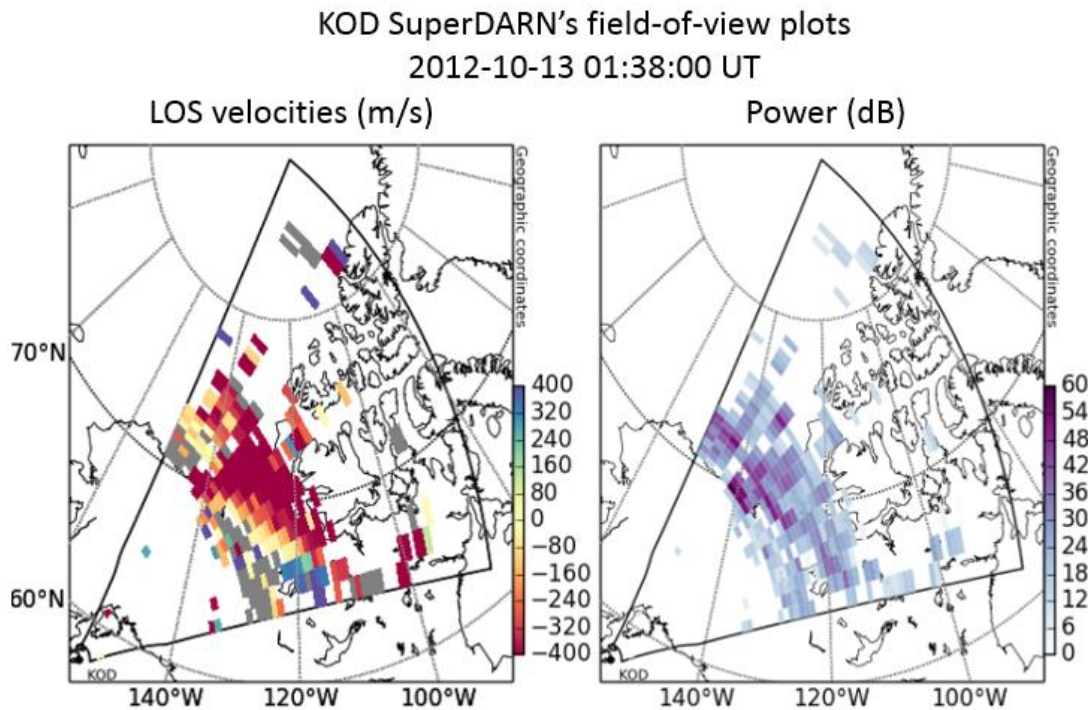 KOD SuperDARN’s field-of-view plots
2012-10-13 01:38:00 UT
LOS velocities (m/s)
Power (dB)
Geographic coordinates
Geographic coordinates
70°N
60°N
400
320
240
160
80
0
−80
−160
−240
−320
−400
60
54
48
42
36
30
24
18
12
6
0
KOD
KOD
140°W
120°W
100°W
140°W
120°W
100°W